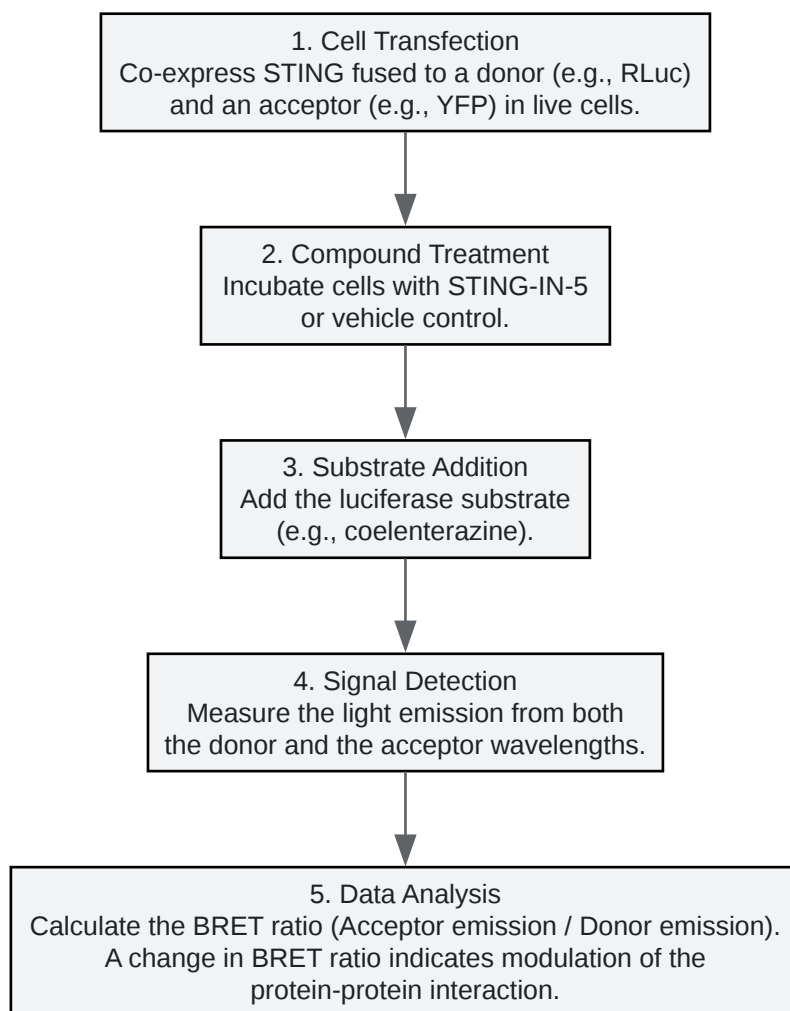 1. Cell Transfection
Co-express STING fused to a donor (e.g., RLuc)
and an acceptor (e.g., YFP) in live cells.
2. Compound Treatment
Incubate cells with STING-IN-5
or vehicle control.
3. Substrate Addition
Add the luciferase substrate
(e.g., coelenterazine).
4. Signal Detection
Measure the light emission from both
the donor and the acceptor wavelengths.
5. Data Analysis
Calculate the BRET ratio (Acceptor emission / Donor emission).
A change in BRET ratio indicates modulation of the
protein-protein interaction.